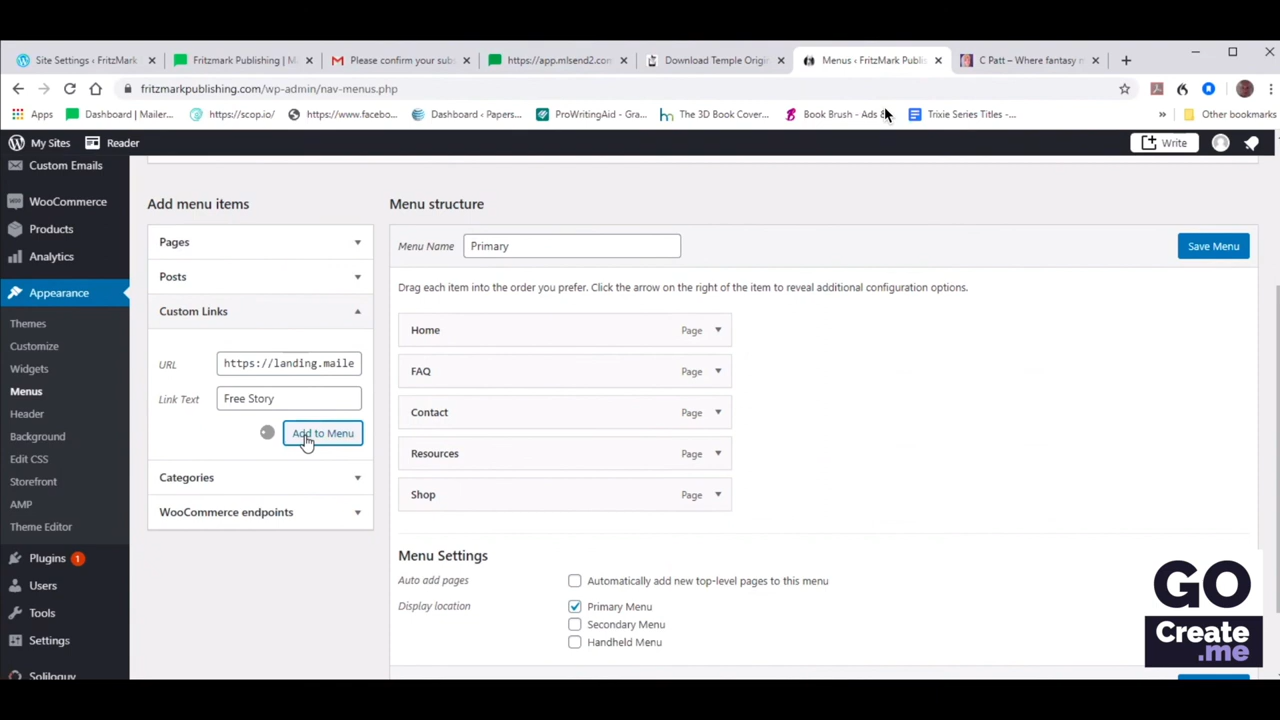 Site Settings ‹ FritzMark
Fritzmark Publishing | Ma
Please confirm your subs
https://app.mlsend2.com
Download Temple Origin
Menus ‹ FritzMark Publis
C Patt – Where fantasy m
fritzmarkpublishing.com/wp-admin/nav-menus.php
Apps
Dashboard | Mailer...
https://scop.io/
https://www.facebo...
Dashboard ‹ Papers...
ProWritingAid - Gra...
The 3D Book Cover...
Book Brush - Ads &
Trixie Series Titles -...
»
Other bookmarks
My Sites
Reader
Write
Custom Emails
WooCommerce
Products
Analytics
Appearance
Themes
Customize
Widgets
Menus
Header
Background
Edit CSS
Storefront
AMP
Theme Editor
Plugins 1
Users
Tools
Settings
Soliloquy
Add menu items
Pages
Posts
Custom Links
URL https://landing.maile
Link Text Free Story
Add to Menu
Categories
WooCommerce endpoints
Menu structure
Menu Name Primary
Save Menu
Drag each item into the order you prefer. Click the arrow on the right of the item to reveal additional configuration options.
Home Page
FAQ Page
Contact Page
Resources Page
Shop Page
Menu Settings
Auto add pages Automatically add new top-level pages to this menu
Display location Primary Menu
Secondary Menu
Handheld Menu
GO
Create
.me